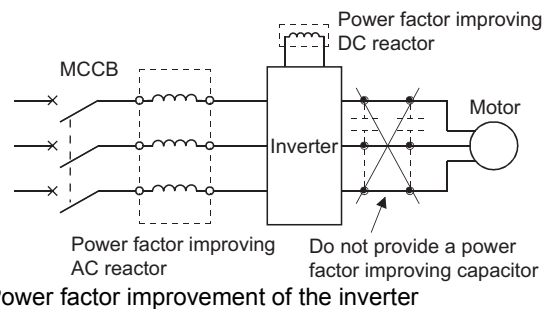 Power factor improving
DC reactor
MCCB
Motor
Inverter
Power factor improving
AC reactor
Do not provide a power
factor improving capacitor
Power factor improvement of the inverter